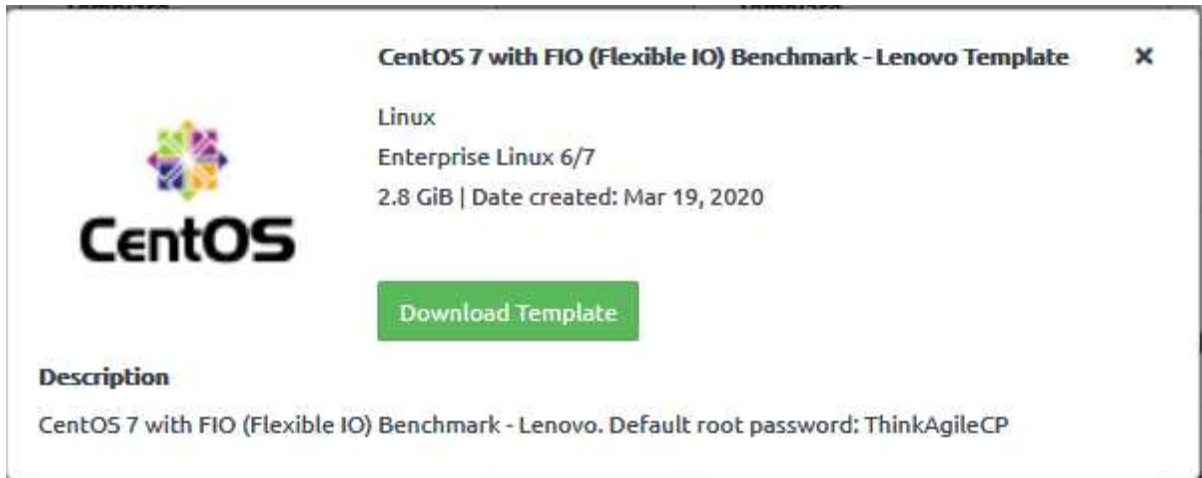 CentOS 7 with FIO (Flexible IO) Benchmark - Lenovo Template
Linux
Enterprise Linux 6/7
2.8 GiB | Date created: Mar 19, 2020
CentOS
Download Template
Description
CentOS 7 with FIO (Flexible IO) Benchmark - Lenovo. Default root password: ThinkAgileCP